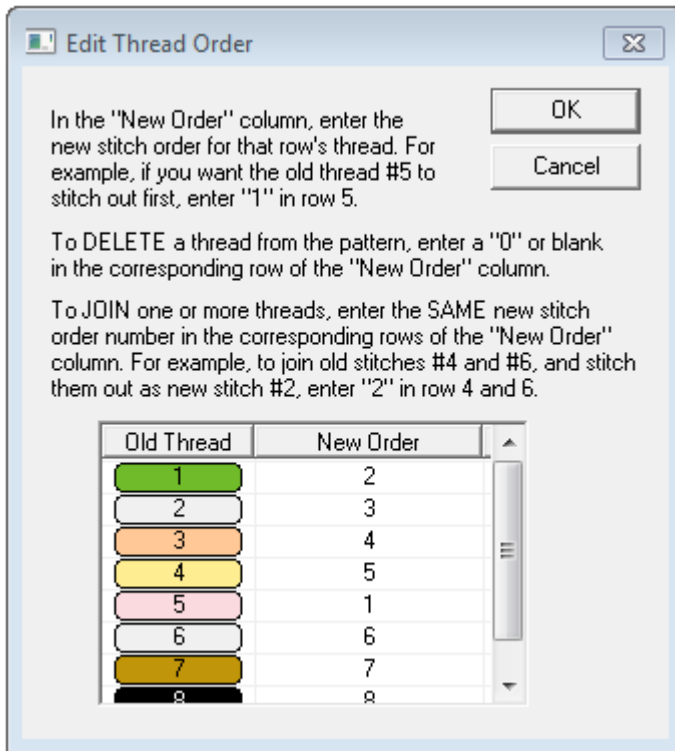 Edit Thread Order
In the "New Order" column, enter the
new stitch order for that row's thread. For
example, if you want the old thread #5 to
stitch out first, enter "1" in row 5.
OK
Cancel
To DELETE a thread from the pattern, enter a "0" or blank
in the corresponding row of the "New Order" column.
To JOIN one or more threads, enter the SAME new stitch
order number in the corresponding rows of the "New Order"
column. For example, to join old stitches #4 and #6, and stitch
them out as new stitch #2, enter "2" in row 4 and 6.
Old Thread New Order
1 2
2 3
3 4
4 5
5 1
6 6
7 7
8 8